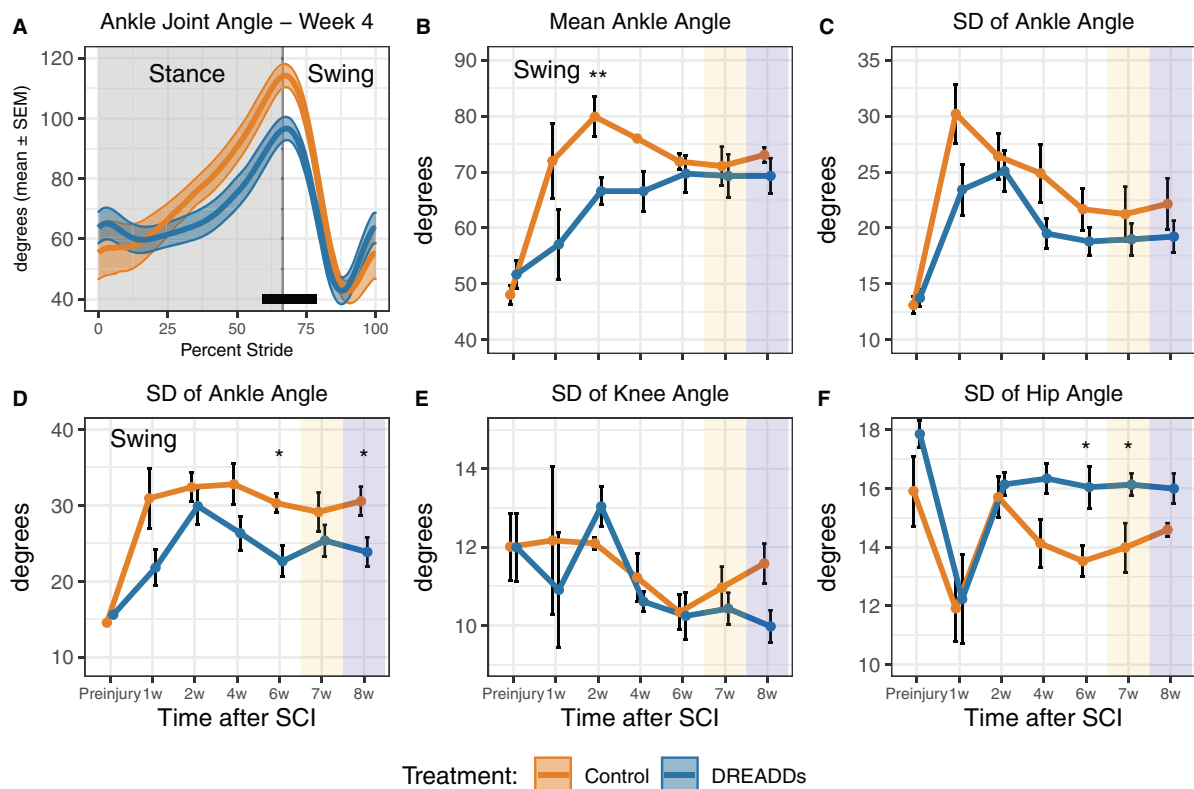 A Ankle Joint Angle – Week 4
degrees (mean ± SEM)
120
100
80
60
40
Stance
Swing
0 25 50 75 100
Percent Stride
B Mean Ankle Angle
degrees
90
80
70
60
50
40
Swing
**
C SD of Ankle Angle
degrees
35
30
25
20
15
10
D SD of Ankle Angle
degrees
40
30
20
10
Swing
* *
Preinjury 1w 2w 4w 6w 7w 8w
Time after SCI
E SD of Knee Angle
degrees
14
12
10
Preinjury 1w 2w 4w 6w 7w 8w
Time after SCI
F SD of Hip Angle
degrees
18
16
14
12
10
* *
Preinjury 1w 2w 4w 6w 7w 8w
Time after SCI
Treatment: Control DREADDs